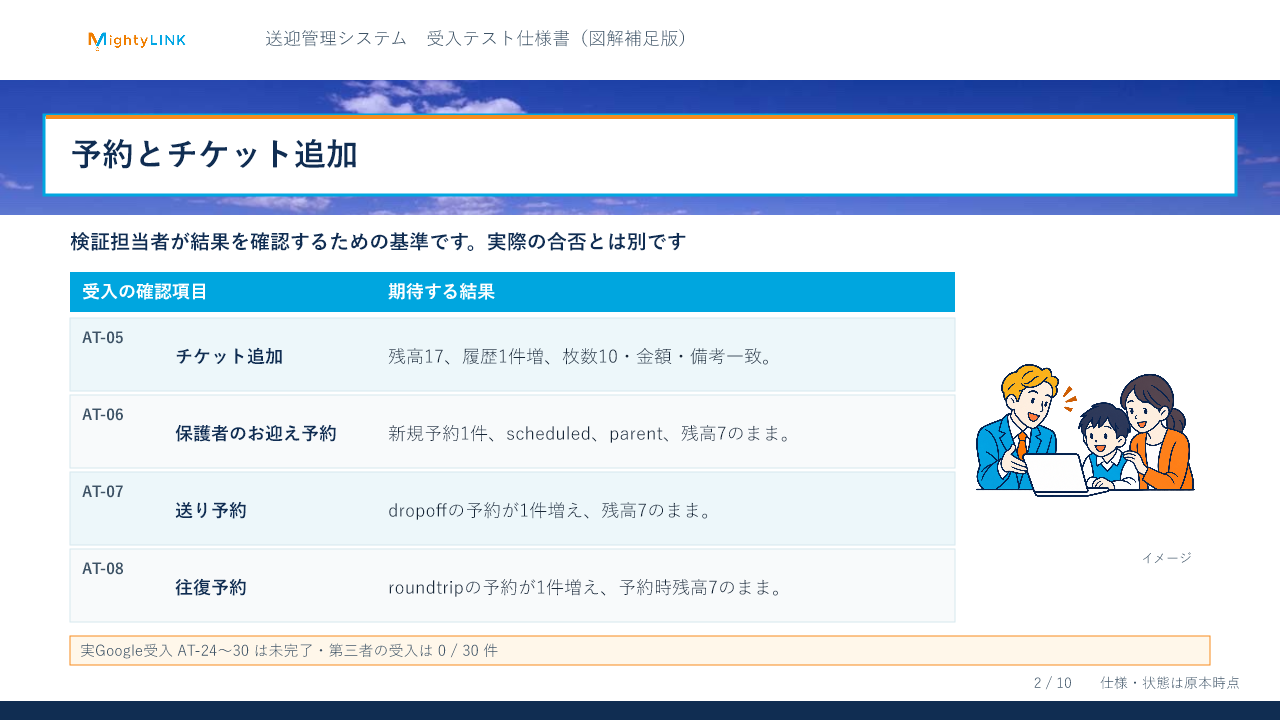 MightyLINK
送迎管理システム　受入テスト仕様書（図解補足版）
予約とチケット追加
検証担当者が結果を確認するための基準です。実際の合否とは別です
受入の確認項目 期待する結果
AT-05
チケット追加 残高17、履歴1件増、枚数10・金額・備考一致。
AT-06
保護者のお迎え予約 新規予約1件、scheduled、parent、残高7のまま。
AT-07
送り予約 dropoffの予約が1件増え、残高7のまま。
AT-08
往復予約 roundtripの予約が1件増え、予約時残高7のまま。
イメージ
実Google受入 AT-24～30 は未完了・第三者の受入は 0 / 30 件
2 / 10 仕様・状態は原本時点